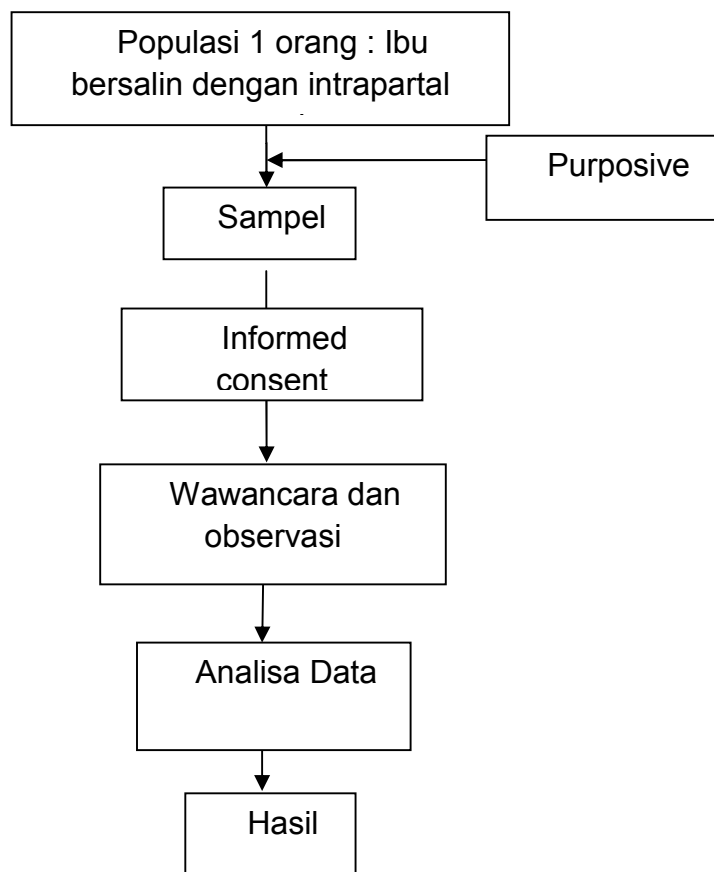 Populasi 1 orang : Ibu
bersalin dengan intrapartal
Purposive
Sampel
Informed
consent
Wawancara dan
observasi
Analisa Data
Hasil